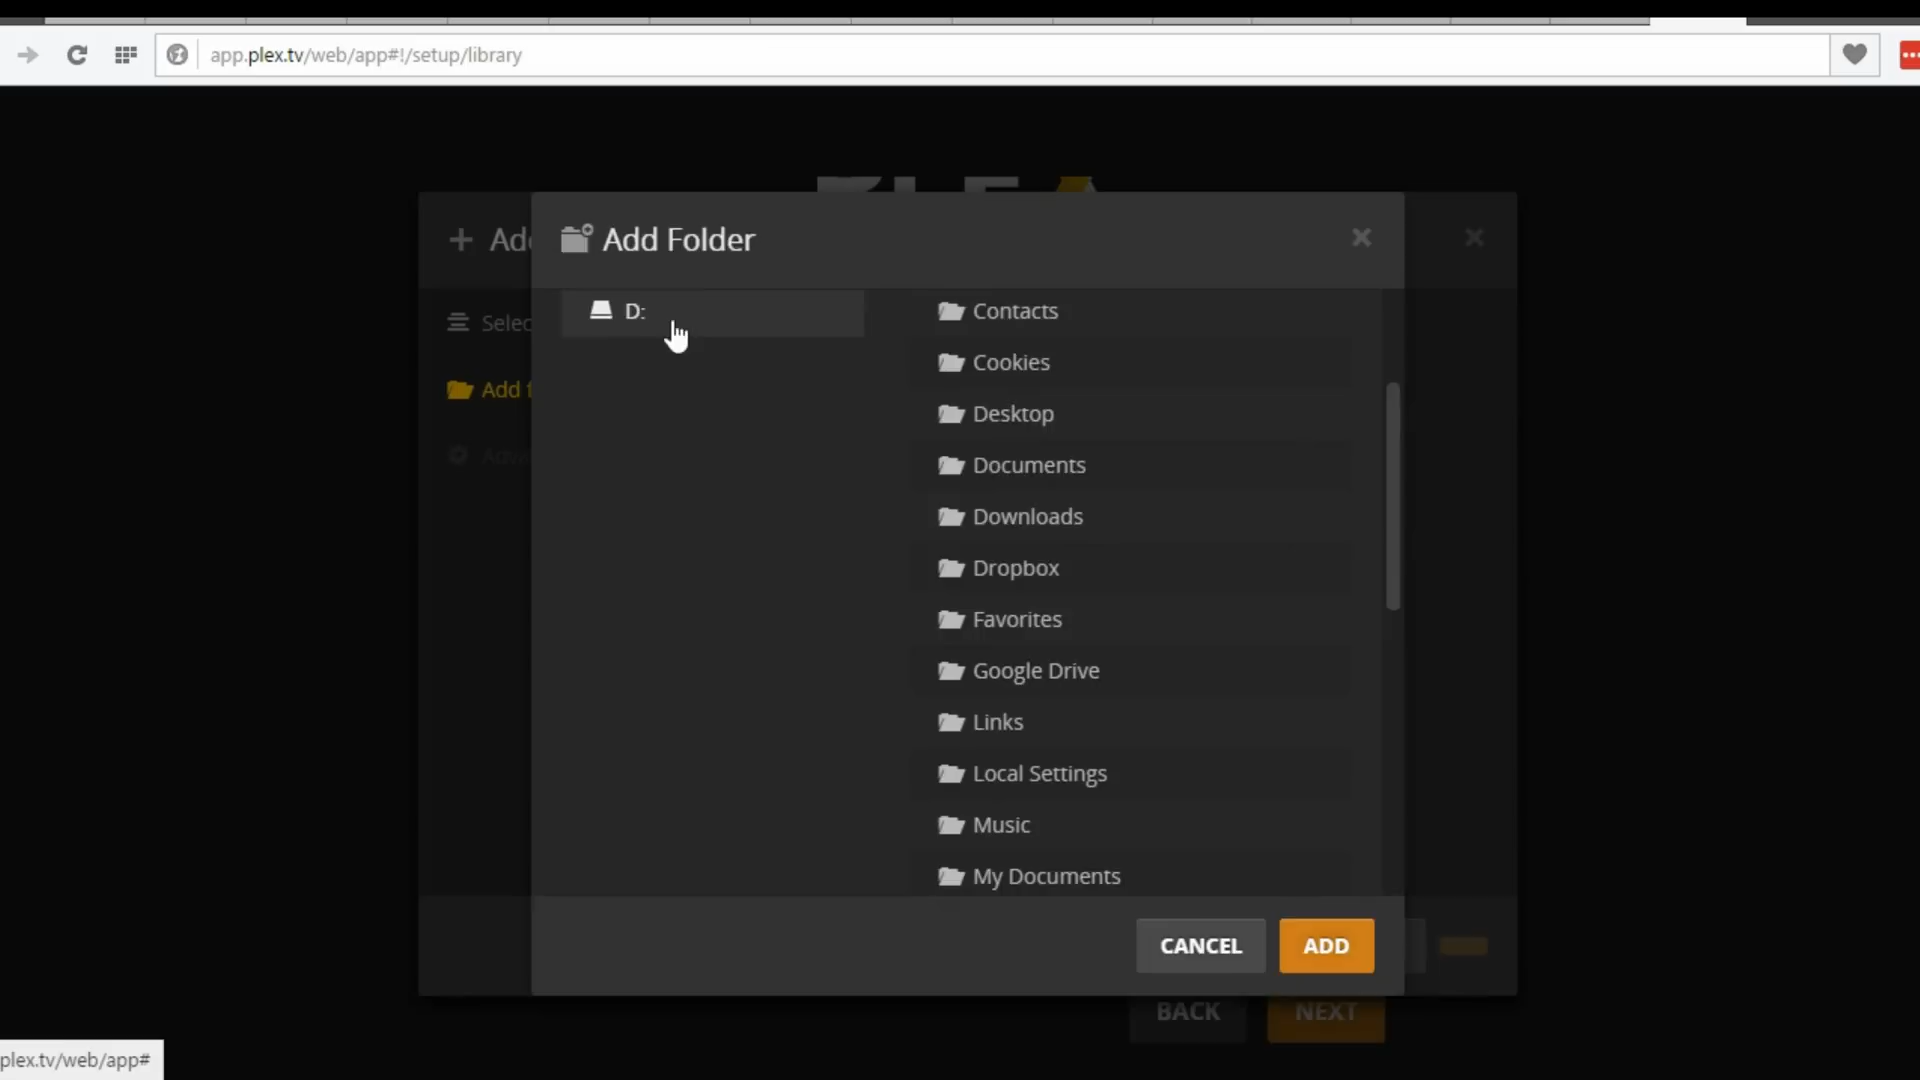 app.plex.tv/web/app#!/setup/library
Add Folder
D:
Add f
Contacts
Cookies
Desktop
Documents
Downloads
Dropbox
Favorites
Google Drive
Links
Local Settings
Music
My Documents
CANCEL
ADD
BACK
NEXT
plex.tv/web/app#